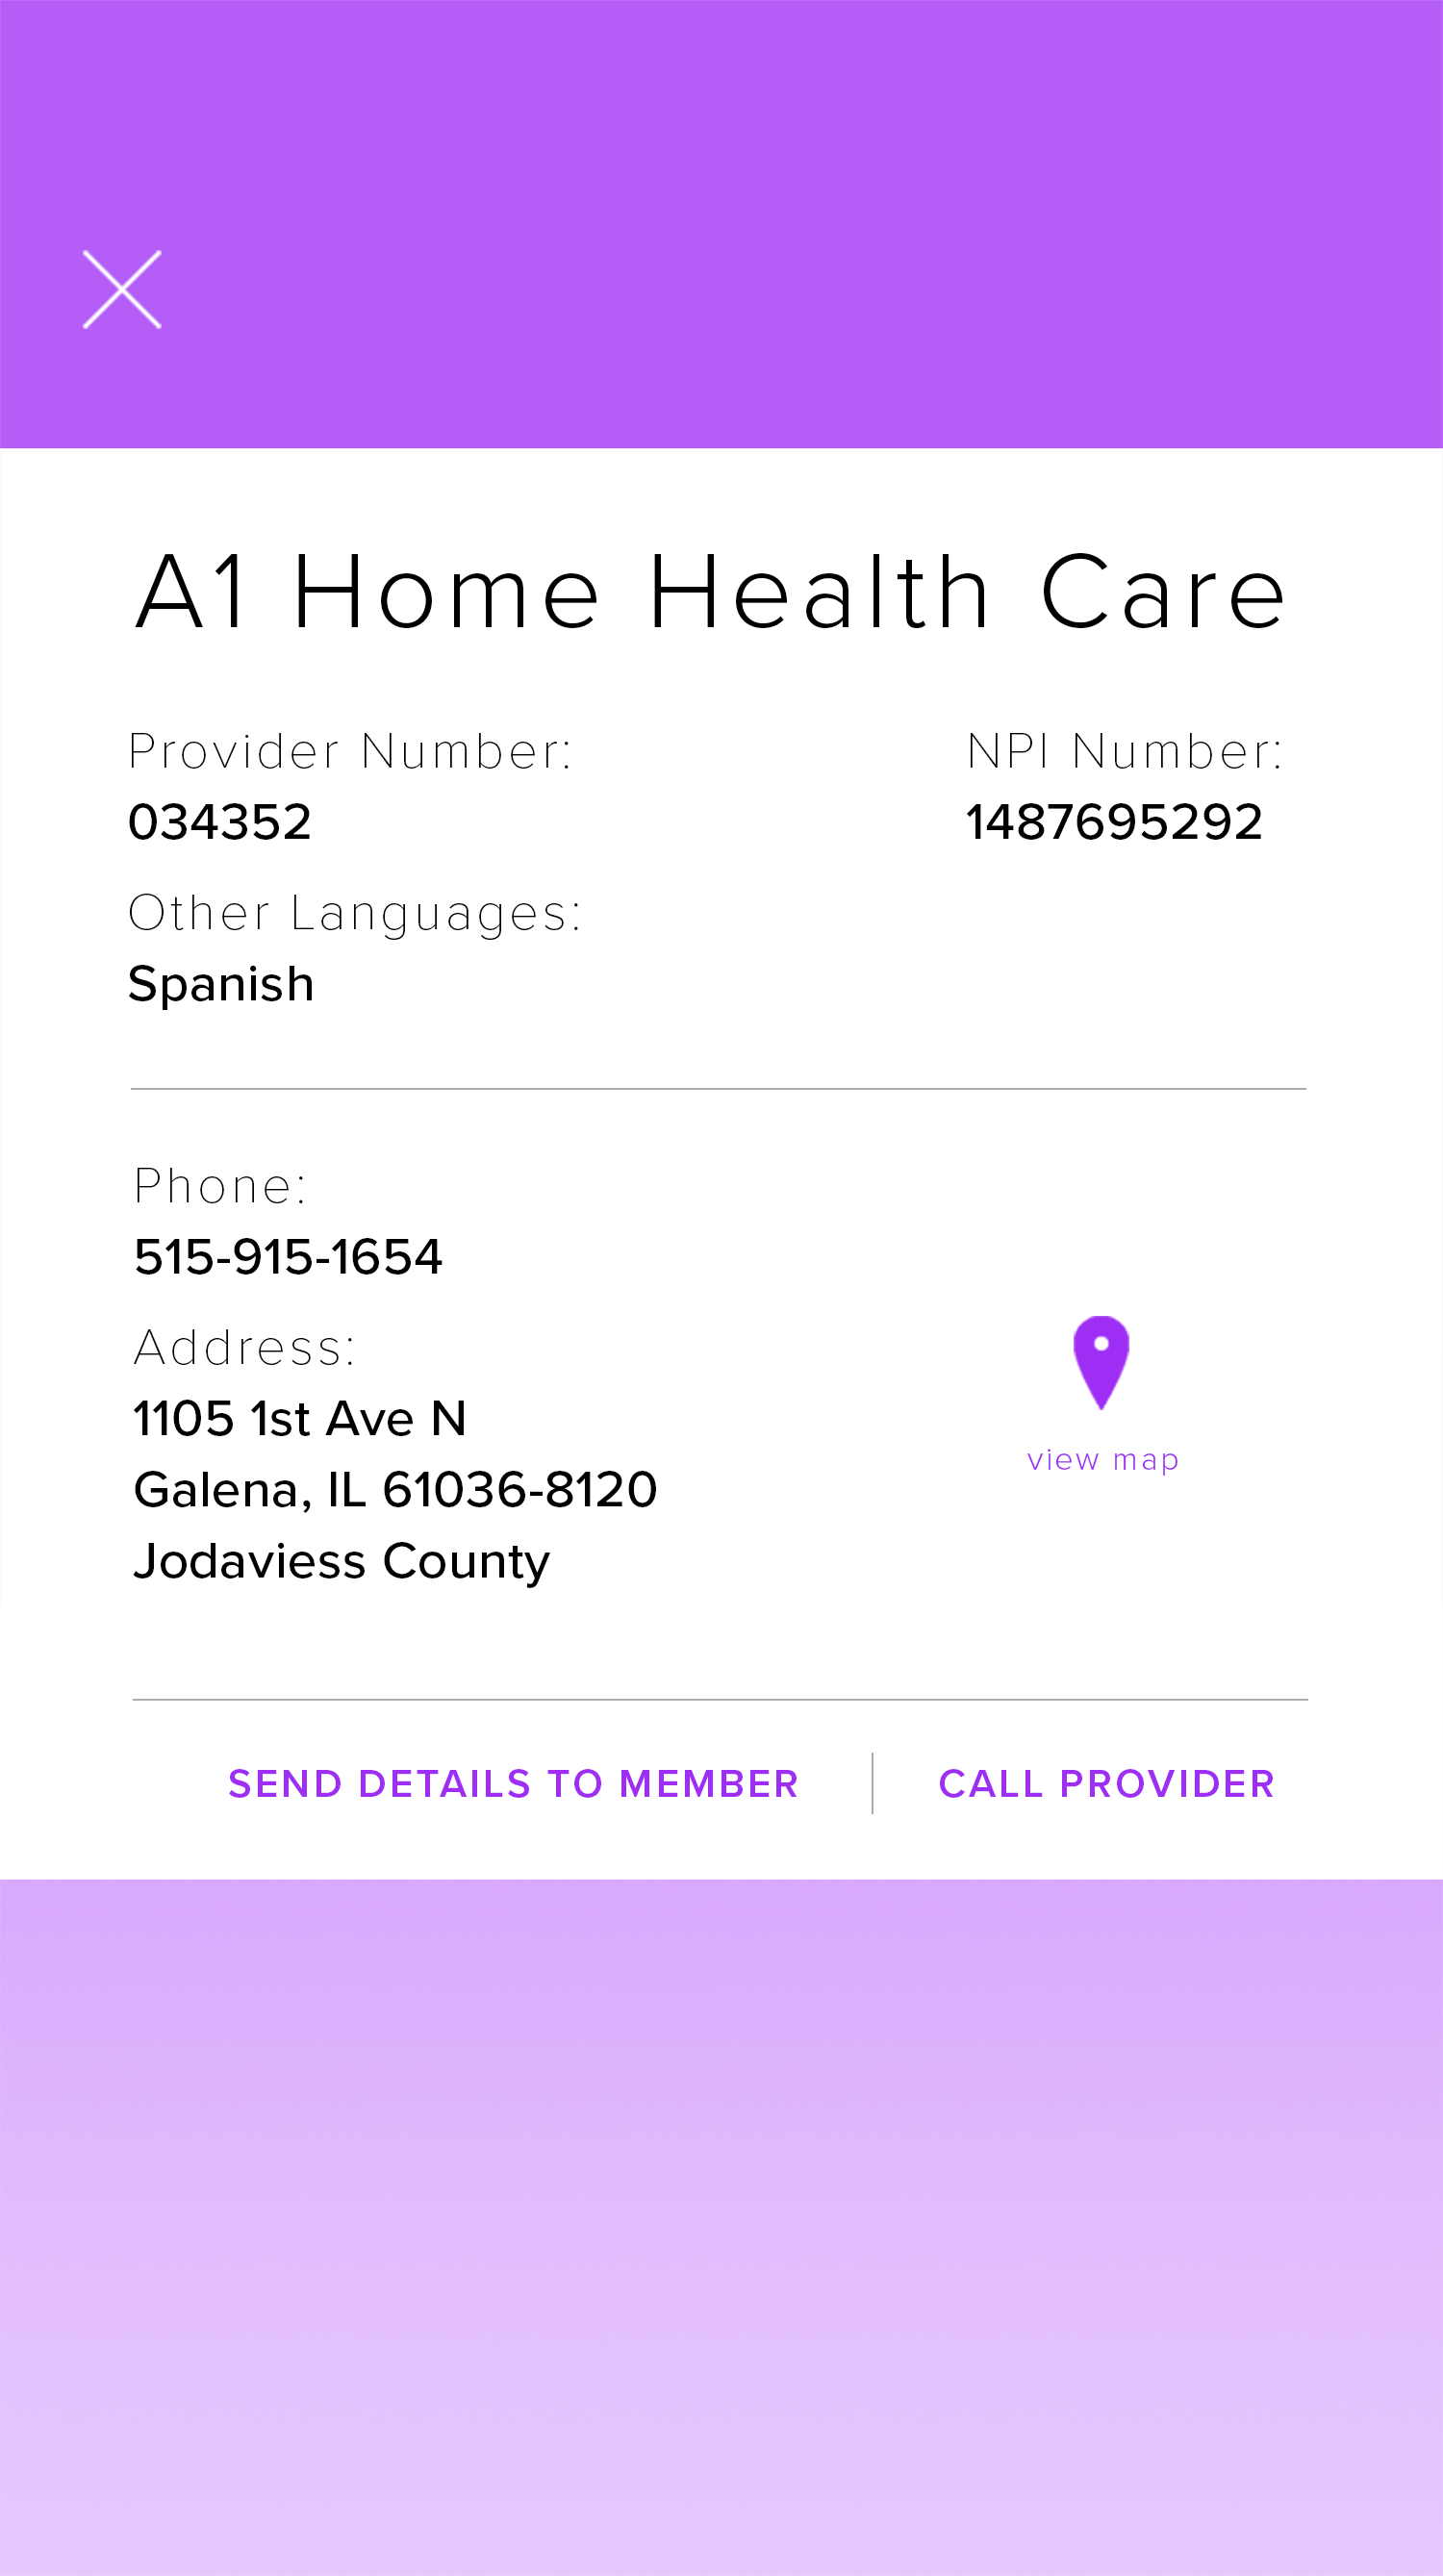 A1 Home Health Care
Provider Number:
034352
NPI Number:
1487695292
Other Languages:
Spanish
Phone:
515-915-1654
Address:
1105 1st Ave N
Galena, IL 61036-8120
Jodaviess County
view map
SEND DETAILS TO MEMBER
CALL PROVIDER